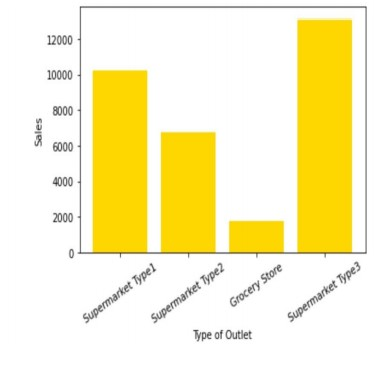 12000
10000
8000
6000
4000
2000
0
Sales
Supermarket Type1
Supermarket Type2
Grocery Store
Supermarket Type3
Type of Outlet